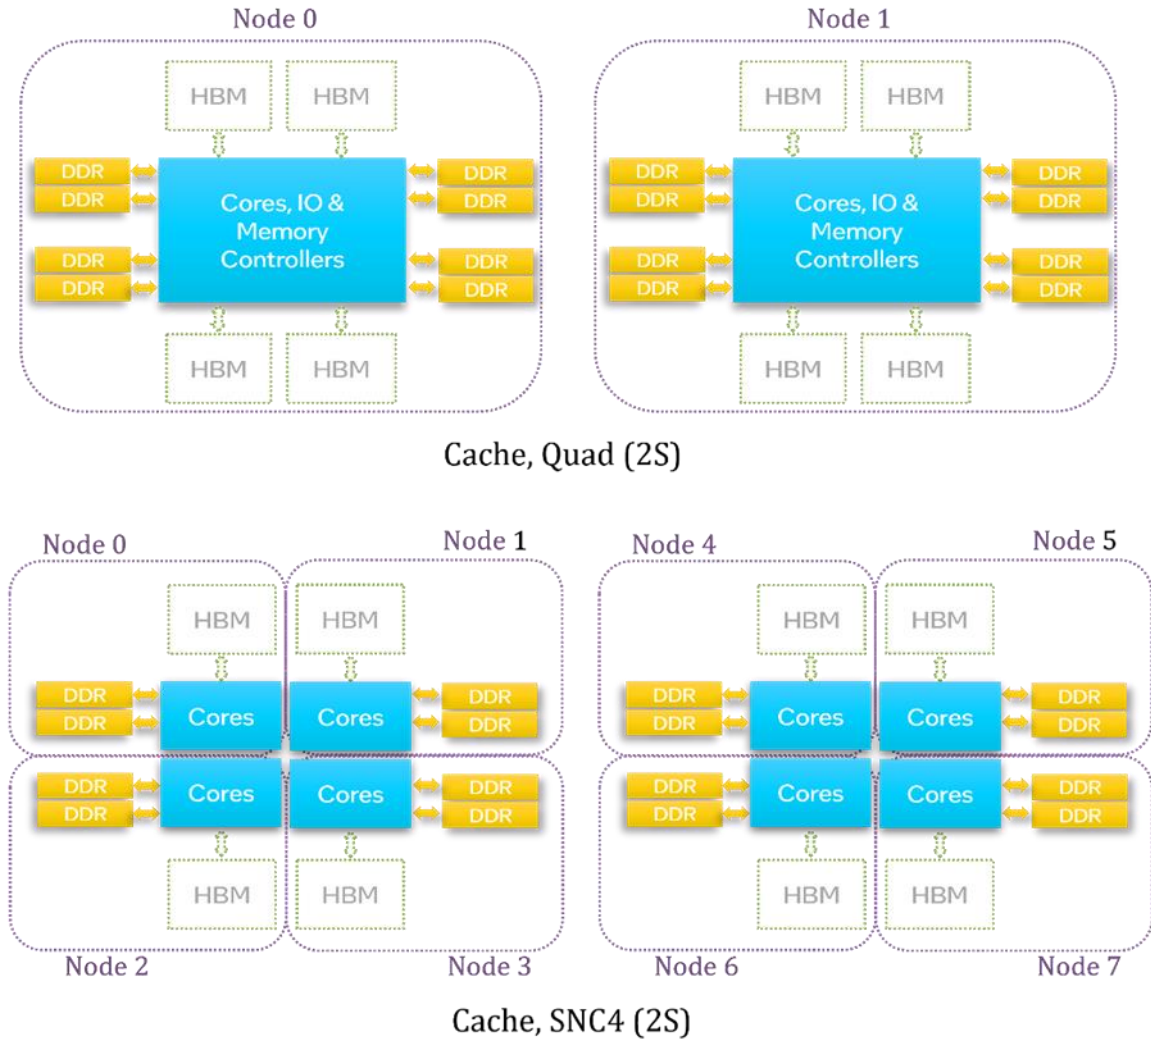 Node 0
Node 1
HBM
HBM
HBM
HBM
DDR
DDR
DDR
DDR
DDR
DDR
DDR
DDR
Cores, IO &
Memory
Controllers
Cores, IO &
Memory
Controllers
DDR
DDR
DDR
DDR
DDR
DDR
DDR
DDR
HBM
HBM
HBM
HBM
Cache, Quad (2S)
Node 0
Node 1
Node 4
Node 5
HBM
HBM
HBM
HBM
DDR
DDR
DDR
DDR
Cores
Cores
Cores
Cores
DDR
DDR
DDR
DDR
DDR
DDR
DDR
DDR
Cores
Cores
Cores
Cores
DDR
DDR
DDR
DDR
HBM
HBM
HBM
HBM
Node 2
Node 3
Node 6
Node 7
Cache, SNC4 (2S)